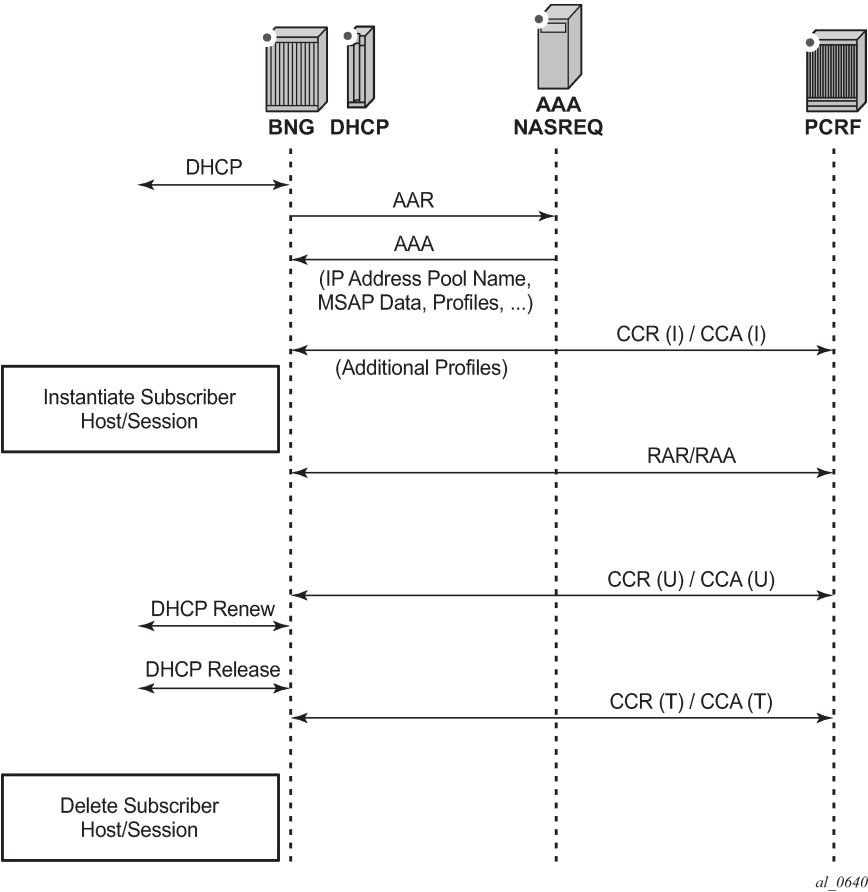 BNG DHCP
AAA
NASREQ
PCRF
DHCP
AAR
AAA
(IP Address Pool Name,
MSAP Data, Profiles, ...)
CCR (I) / CCA (I)
(Additional Profiles)
Instantiate Subscriber
Host/Session
RAR/RAA
CCR (U) / CCA (U)
DHCP Renew
DHCP Release
CCR (T) / CCA (T)
Delete Subscriber
Host/Session
al_0640